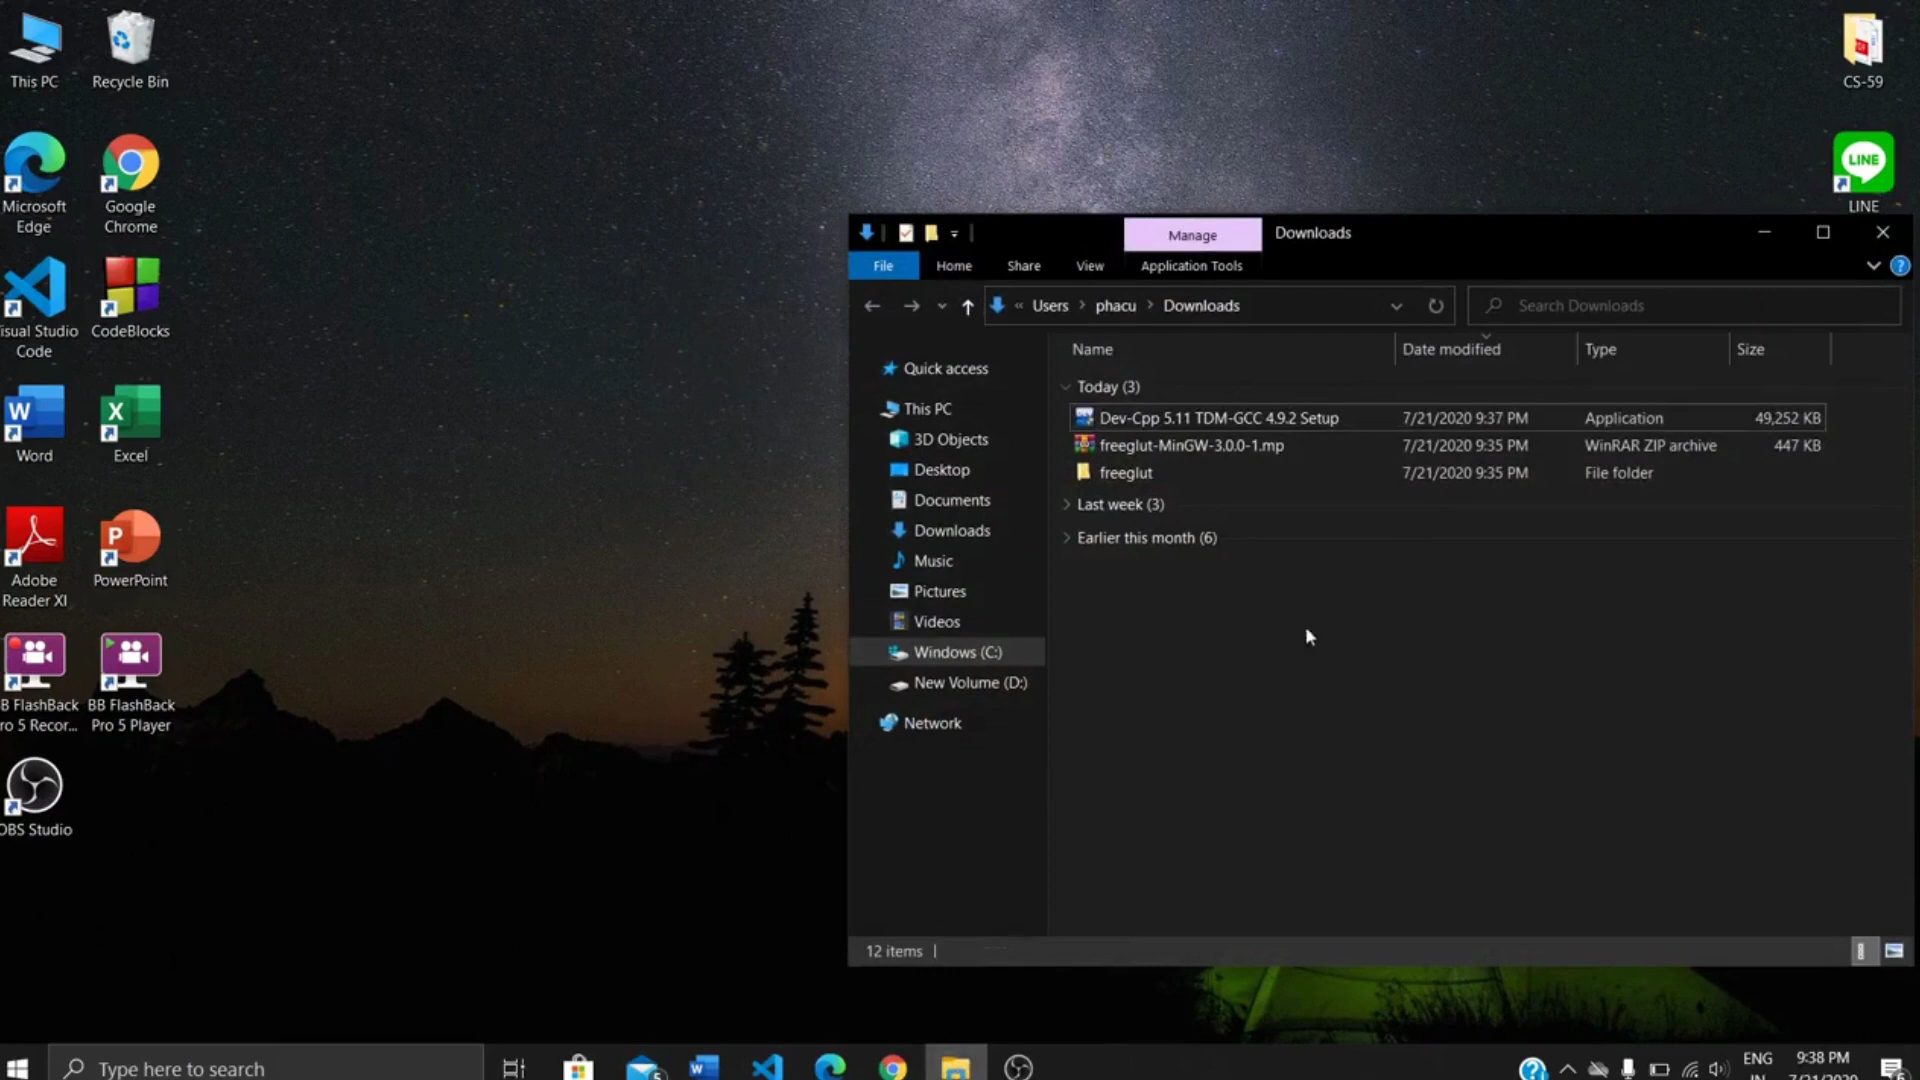 This PC
Recycle Bin
CS-59
Microsoft
Edge
Google
Chrome
LINE
LINE
isual Studio
Code
CodeBlocks
Word
Excel
Adobe
Reader XI
PowerPoint
B FlashBack
ro 5 Recor...
BB FlashBack
Pro 5 Player
OBS Studio
Manage
Downloads
File
Home
Share
View
Application Tools
« Users > phacu > Downloads
Search Downloads
Name
Date modified
Type
Size
Quick access
This PC
3D Objects
Desktop
Documents
Downloads
Music
Pictures
Videos
Windows (C:)
New Volume (D:)
Network
Today (3)
Dev-Cpp 5.11 TDM-GCC 4.9.2 Setup 7/21/2020 9:37 PM Application 49,252 KB
freeglut-MinGW-3.0.0-1.mp 7/21/2020 9:35 PM WinRAR ZIP archive 447 KB
freeglut 7/21/2020 9:35 PM File folder
Last week (3)
Earlier this month (6)
12 items
Type here to search
5
ENG
IN
9:38 PM
7/21/2020
6